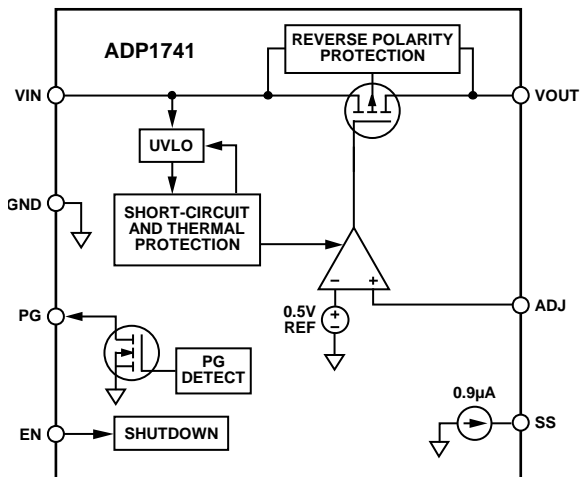 ADP1741
REVERSE POLARITY
PROTECTION
VIN
VOUT
UVLO
GND
SHORT-CIRCUIT
AND THERMAL
PROTECTION
– +
PG
0.5V
REF
+
–
ADJ
PG
DETECT
0.9µA
EN
SHUTDOWN
SS